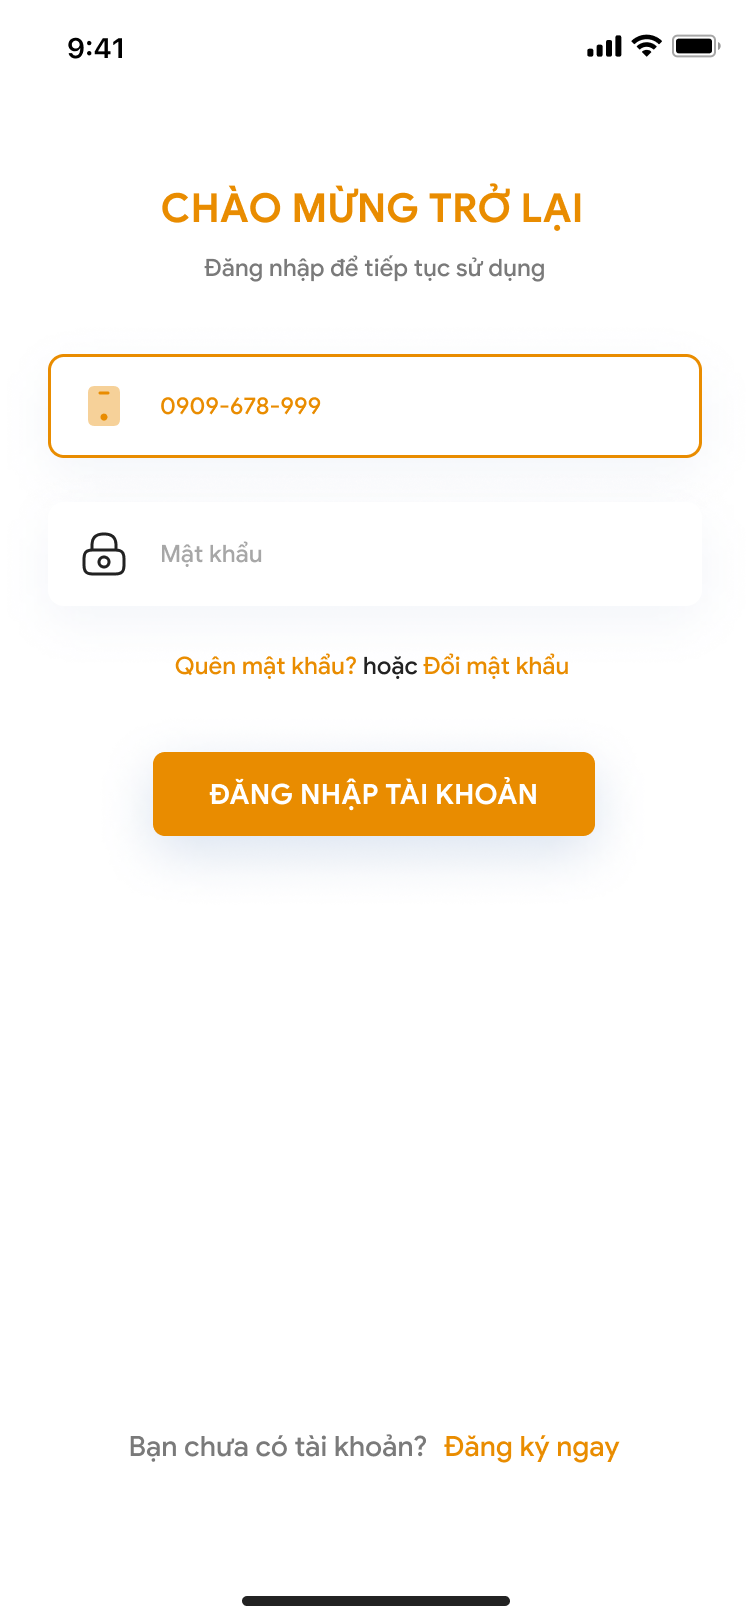 9:41
CHÀO MỪNG TRỞ LẠI
Đăng nhập để tiếp tục sử dụng
0909-678-999
Mật khẩu
Quên mật khẩu? hoặc Đổi mật khẩu
ĐĂNG NHẬP TÀI KHOẢN
Bạn chưa có tài khoản? Đăng ký ngay